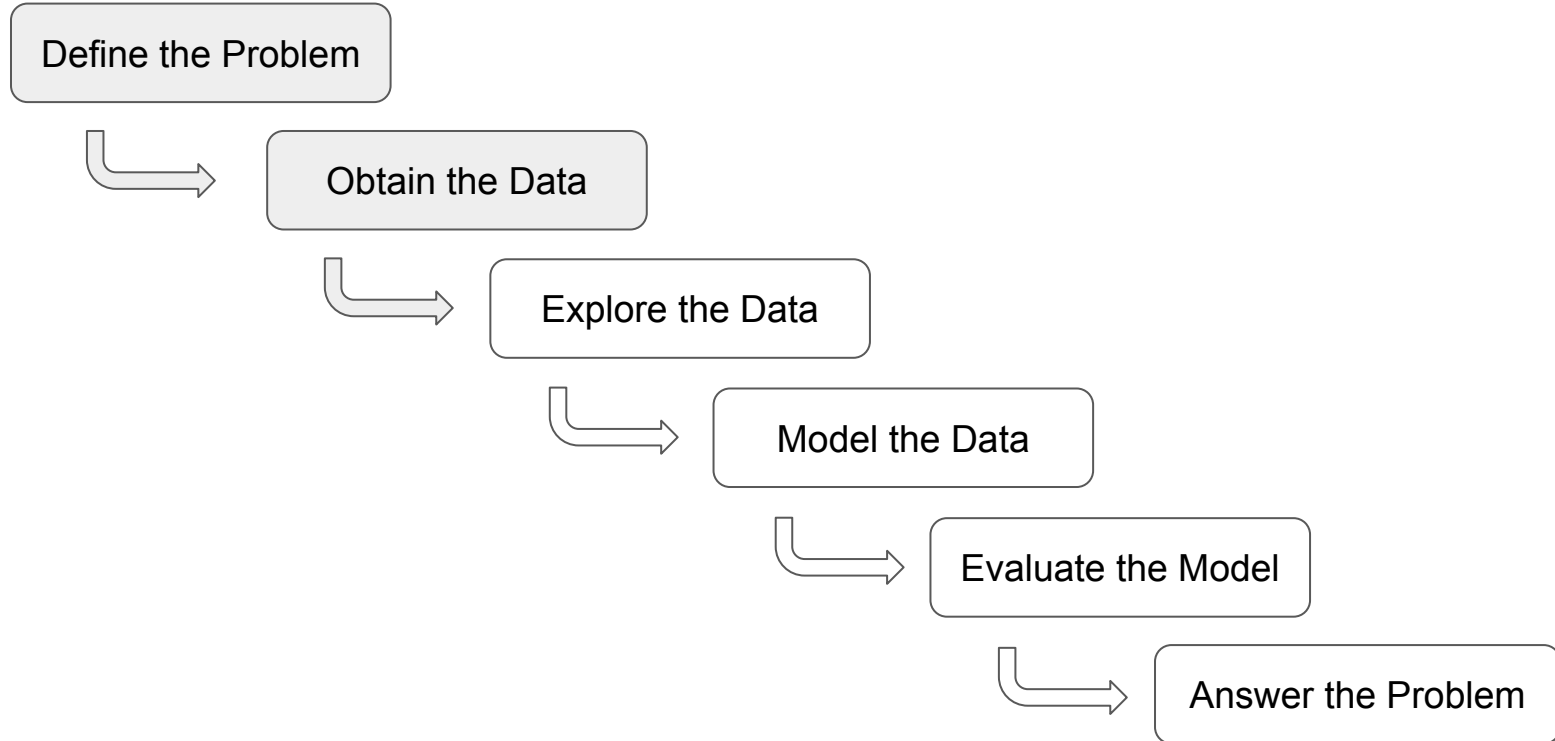 Define the Problem
Obtain the Data
Explore the Data
Model the Data
Evaluate the Model
Answer the Problem